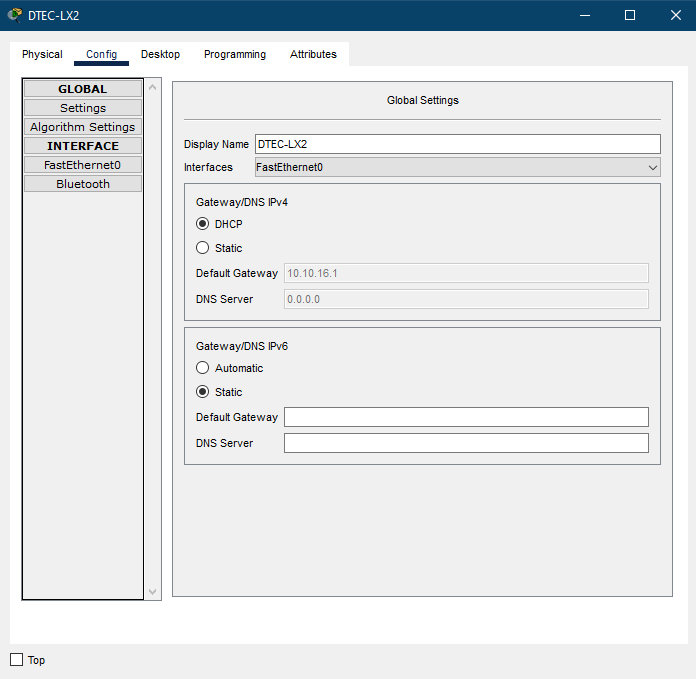 DTEC-LX2
Physical Config Desktop Programming Attributes
GLOBAL
Settings
Algorithm Settings
INTERFACE
FastEthernet0
Bluetooth
Global Settings
Display Name DTEC-LX2
Interfaces FastEthernet0
Gateway/DNS IPv4
DHCP
Static
Default Gateway 10.10.16.1
DNS Server 0.0.0.0
Gateway/DNS IPv6
Automatic
Static
Default Gateway
DNS Server
Top